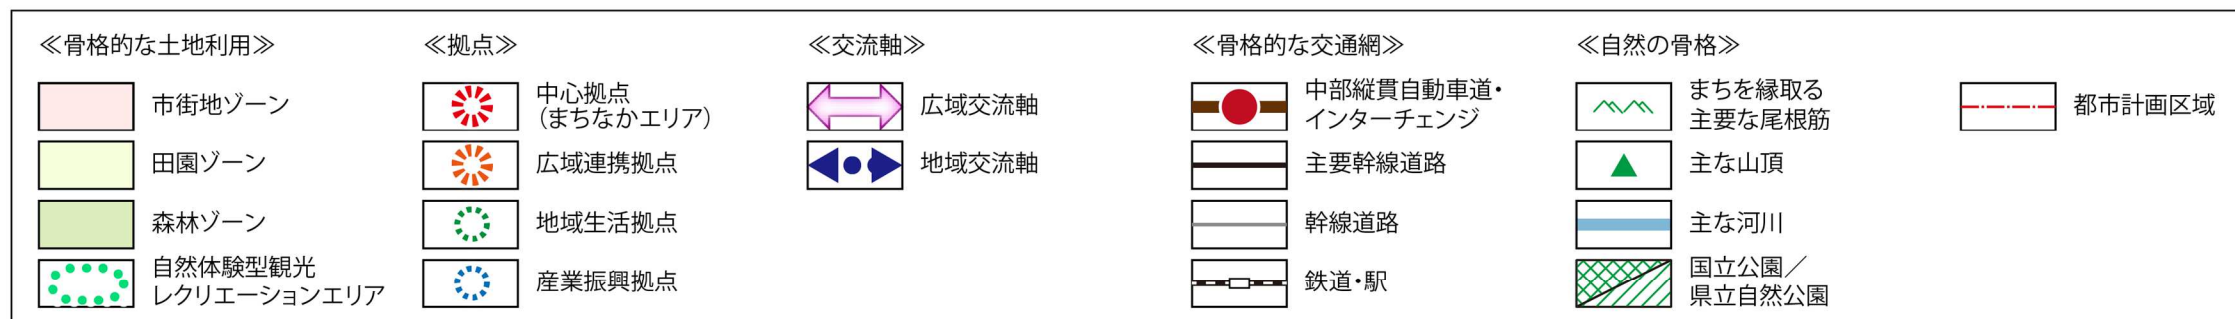 ≪骨格的な土地利用≫
市街地ゾーン
田園ゾーン
森林ゾーン
自然体験型観光
レクリエーションエリア
≪拠点≫
中心拠点
（まちなかエリア）
広域連携拠点
地域生活拠点
産業振興拠点
≪交流軸≫
広域交流軸
地域交流軸
≪骨格的な交通網≫
中部縦貫自動車道・
インターチェンジ
主要幹線道路
幹線道路
鉄道・駅
≪自然の骨格≫
まちを縁取る
主要な尾根筋
主な山頂
主な河川
国立公園／
県立自然公園
都市計画区域